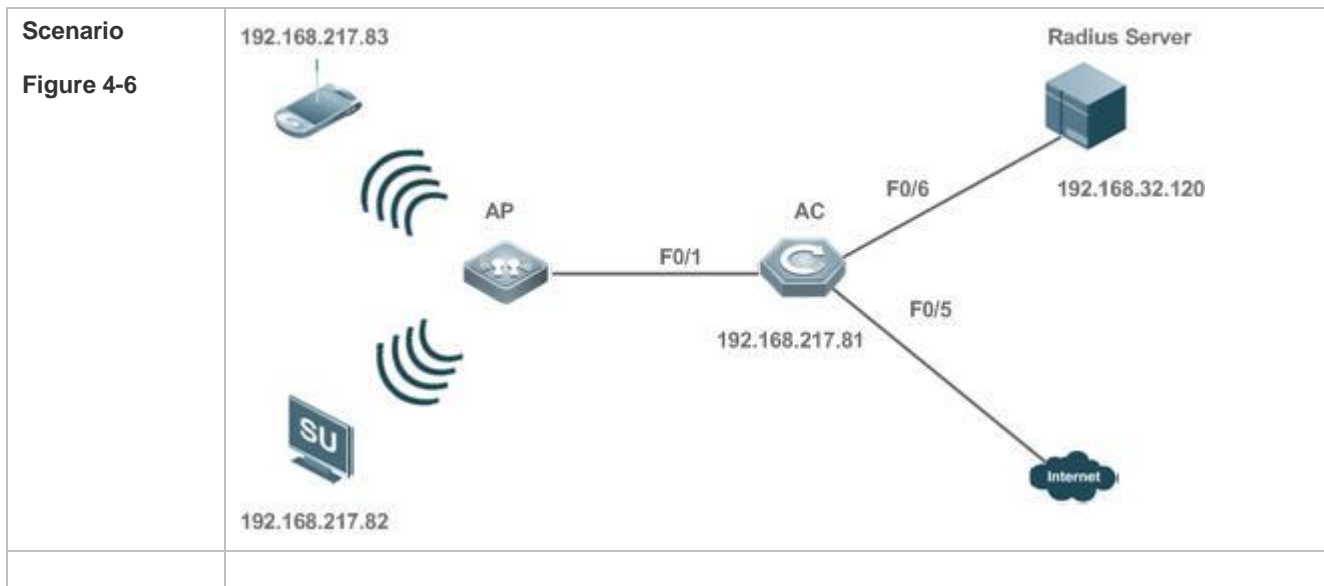 Scenario
Figure 4-6
192.168.217.83
Radius Server
F0/6
192.168.32.120
AP
AC
F0/1
F0/5
192.168.217.81
SU
Internet
192.168.217.82